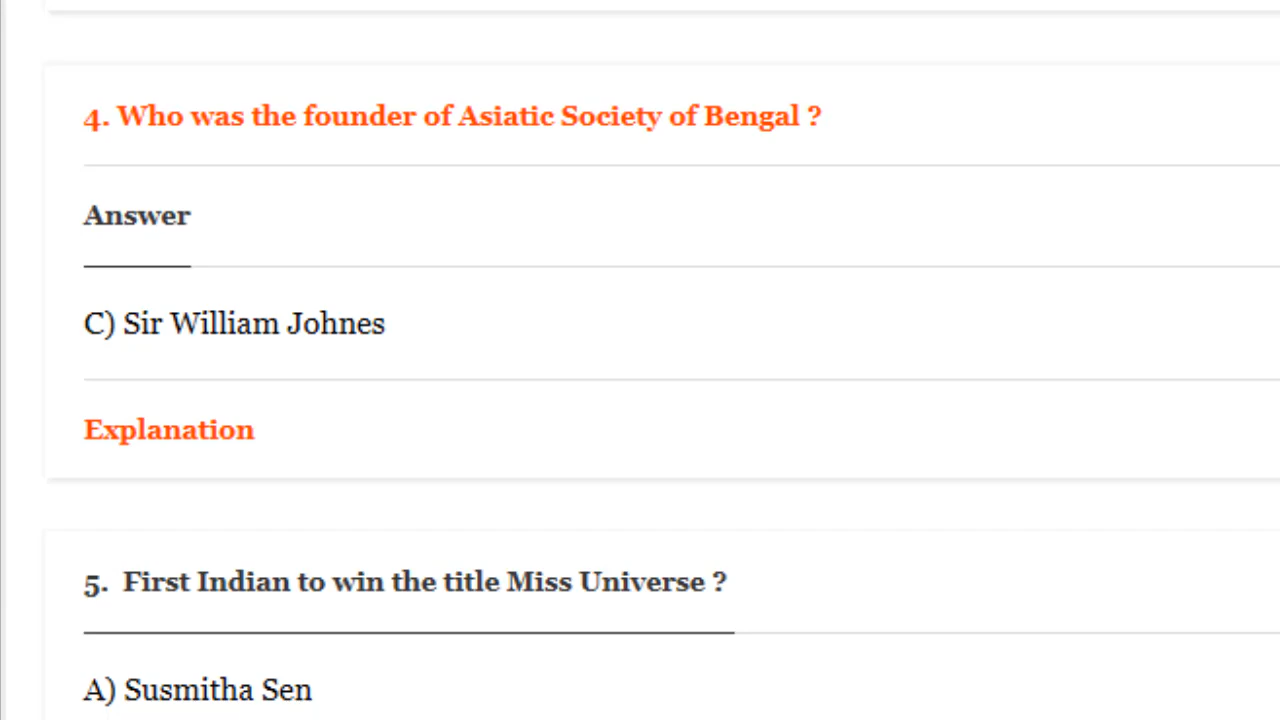 4. Who was the founder of Asiatic Society of Bengal ?
Answer
C) Sir William Johnes
Explanation
5. First Indian to win the title Miss Universe ?
A) Susmitha Sen